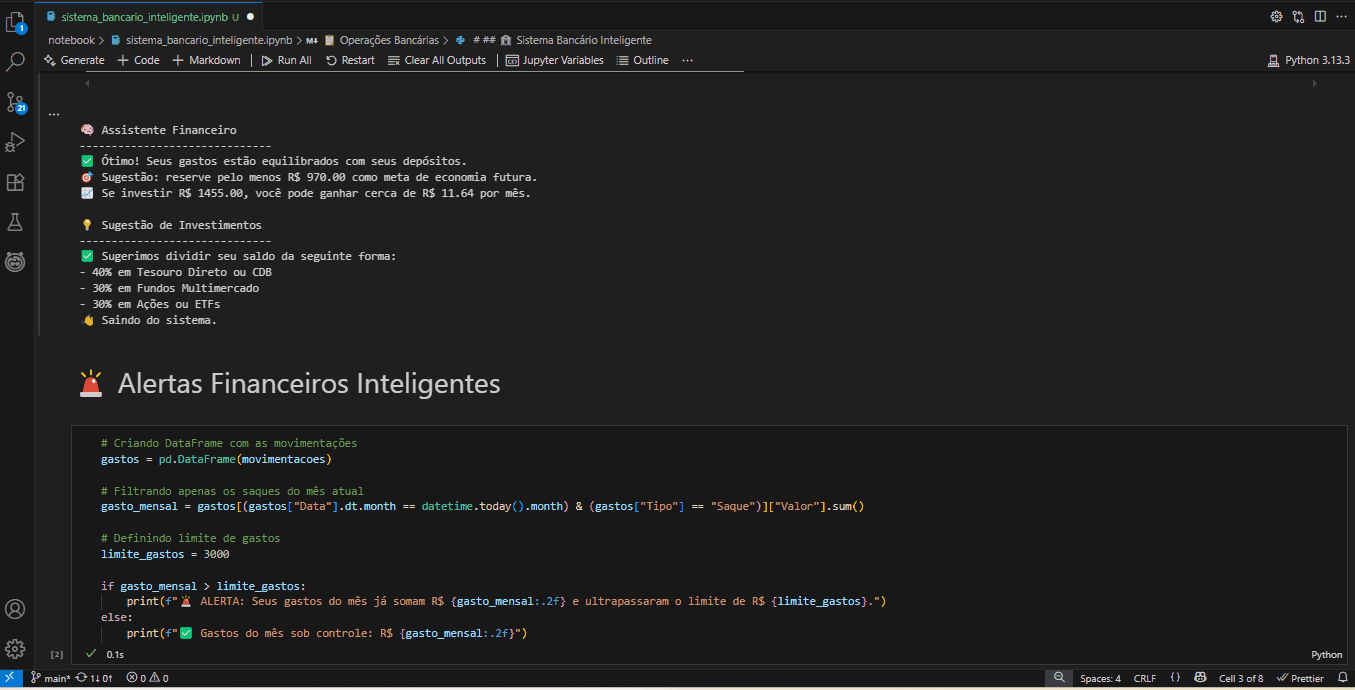 sistema_bancario_inteligente.ipynb U ●
notebook > sistema_bancario_inteligente.ipynb > M↓ 📋 Operações Bancárias > # ## 🏦 Sistema Bancário Inteligente
Generate + Code + Markdown | Run All Restart Clear All Outputs | Jupyter Variables Outline ··· Python 3.13.3
1
21
...
🧠 Assistente Financeiro
------------------------------
✅ Ótimo! Seus gastos estão equilibrados com seus depósitos.
🎯 Sugestão: reserve pelo menos R$ 970.00 como meta de economia futura.
📈 Se investir R$ 1455.00, você pode ganhar cerca de R$ 11.64 por mês.
💡 Sugestão de Investimentos
------------------------------
✅ Sugerimos dividir seu saldo da seguinte forma:
- 40% em Tesouro Direto ou CDB
- 30% em Fundos Multimercado
- 30% em Ações ou ETFs
👋 Saindo do sistema.
🚨 Alertas Financeiros Inteligentes
# Criando DataFrame com as movimentações
gastos = pd.DataFrame(movimentacoes)
# Filtrando apenas os saques do mês atual
gasto_mensal = gastos[(gastos["Data"].dt.month == datetime.today().month) & (gastos["Tipo"] == "Saque")]["Valor"].sum()
# Definindo limite de gastos
limite_gastos = 3000
if gasto_mensal > limite_gastos:
print(f"🚨 ALERTA: Seus gastos do mês já somam R$ {gasto_mensal:.2f} e ultrapassaram o limite de R$ {limite_gastos}.")
else:
print(f"✅ Gastos do mês sob controle: R$ {gasto_mensal:.2f}")
[2] ✓ 0.1s Python
main* 1↓ 0↑ 0 0 Spaces: 4 CRLF {} Cell 3 of 8 Prettier